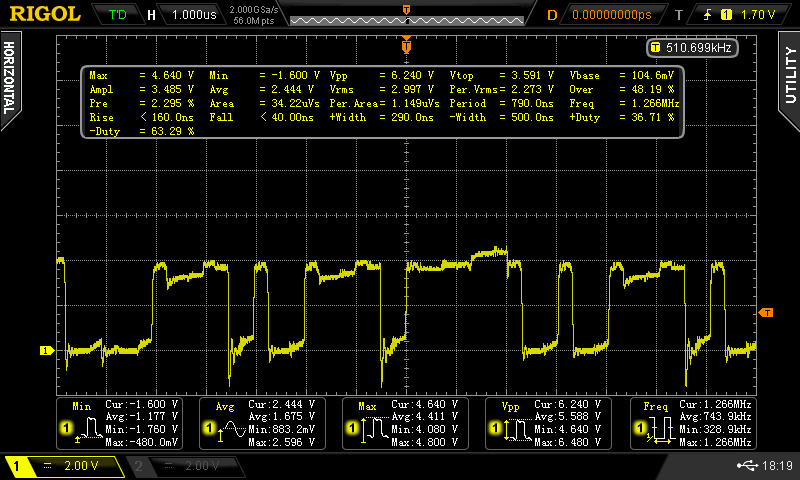 RIGOL T'D H 1.000us 2.000GSa/s 56.0M pts D 0.00000000ps T 1 1.70 V
HORIZONTAL
UTILITY
T 510.699kHz
Max = 4.640 V Min = -1.600 V Vpp = 6.240 V Vtop = 3.591 V Vbase = 104.6mV
Ampl = 3.485 V Avg = 2.444 V Vrms = 2.997 V Per.Vrms= 2.273 V Over = 48.19 %
Pre = 2.295 % Area = 34.22uVs Per.Area= 1.149uVs Period = 790.0ns Freq = 1.266MHz
Rise < 160.0ns Fall < 40.00ns +Width = 290.0ns -Width = 500.0ns +Duty = 36.71 %
-Duty = 63.29 %
T
T
1
Min Cur:-1.600 V
Avg:-1.177 V
Min:-1.760 V
Max:-480.0mV
1
Avg Cur:2.444 V
Avg:1.675 V
Min:883.2mV
Max:2.596 V
1
Max Cur:4.640 V
Avg:4.411 V
Min:4.080 V
Max:4.800 V
1
Vpp Cur:6.240 V
Avg:5.588 V
Min:4.640 V
Max:6.480 V
1
Freq Cur:1.266MHz
Avg:743.9kHz
Min:328.9kHz
Max:1.266MHz
1
1 = 2.00 V 2 = 2.00 V 18:19